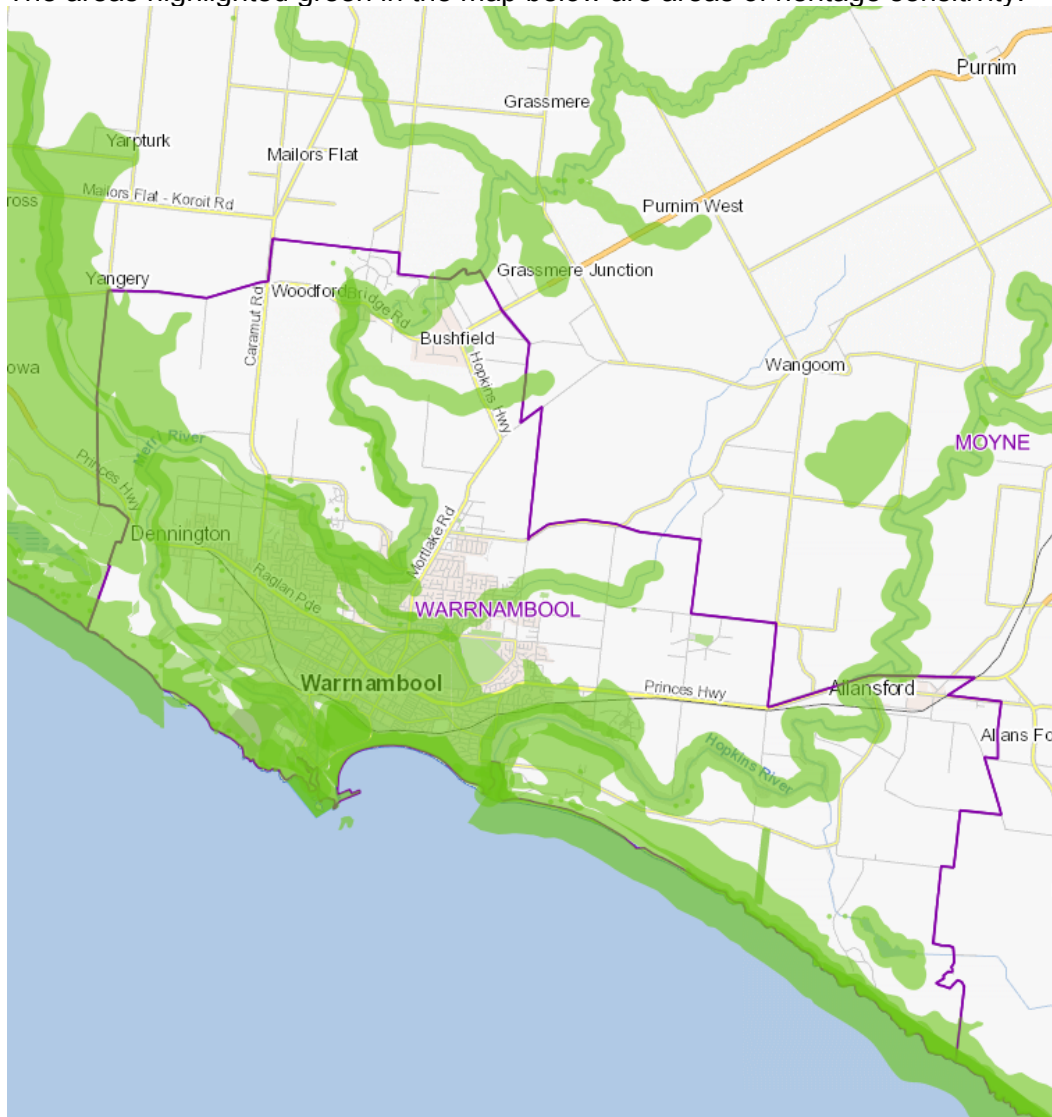 The areas highlighted green in the map below are areas of heritage sensitivity.
Purnim
Grassmere
Yarpturk
Mailors Flat
Mailors Flat - Koroit Rd
ross
Purnim West
Yangery
Grassmere Junction
Woodford
Bridge Rd
Caramut Rd
Bushfield
Hopkins Hwy
Wangoom
owa
MOYNE
Merri River
Princes Hwy
Dennington
Mortlake Rd
Raglan Pde
WARRNAMBOOL
Warrnambool
Princes Hwy
Allansford
Hopkins River
Allans Fo